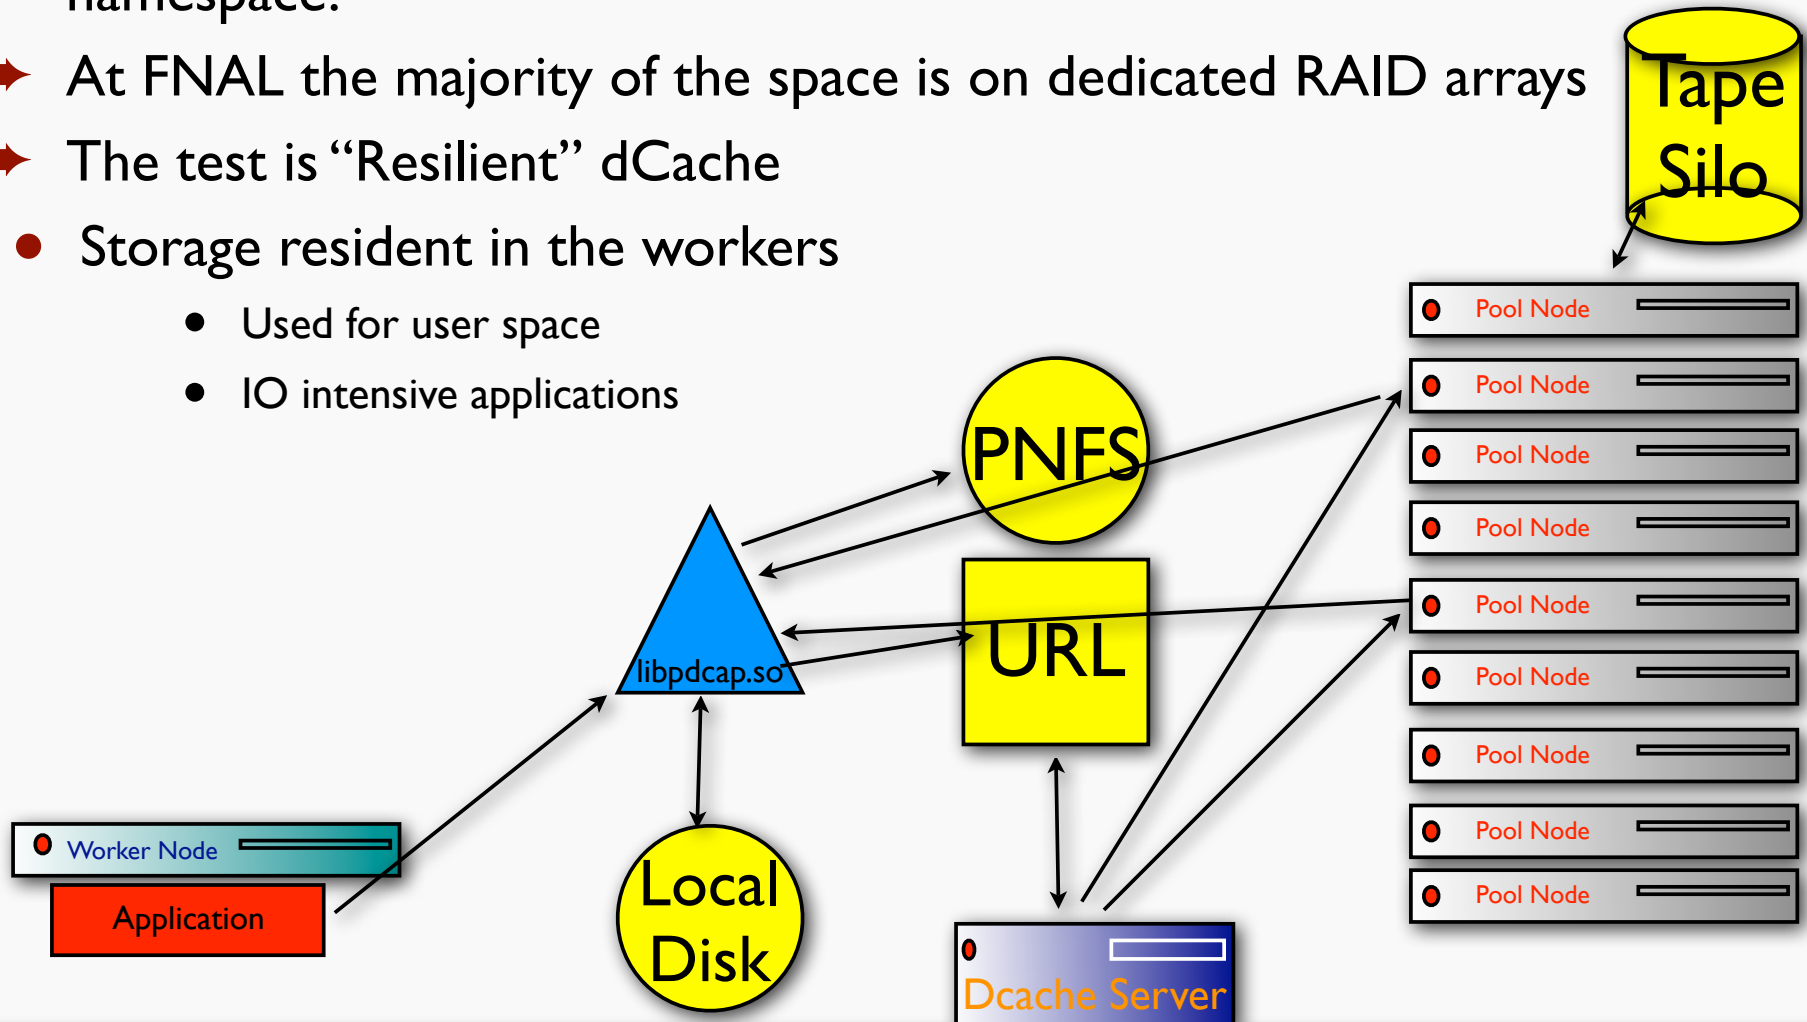 namespace.
At FNAL the majority of the space is on dedicated RAID arrays
The test is “Resilient” dCache
Storage resident in the workers
Used for user space
IO intensive applications
Tape
Silo
Pool Node
Pool Node
Pool Node
Pool Node
Pool Node
Pool Node
Pool Node
Pool Node
Pool Node
PNFS
URL
libpdcap.so
Worker Node
Application
Local
Disk
Dcache Server